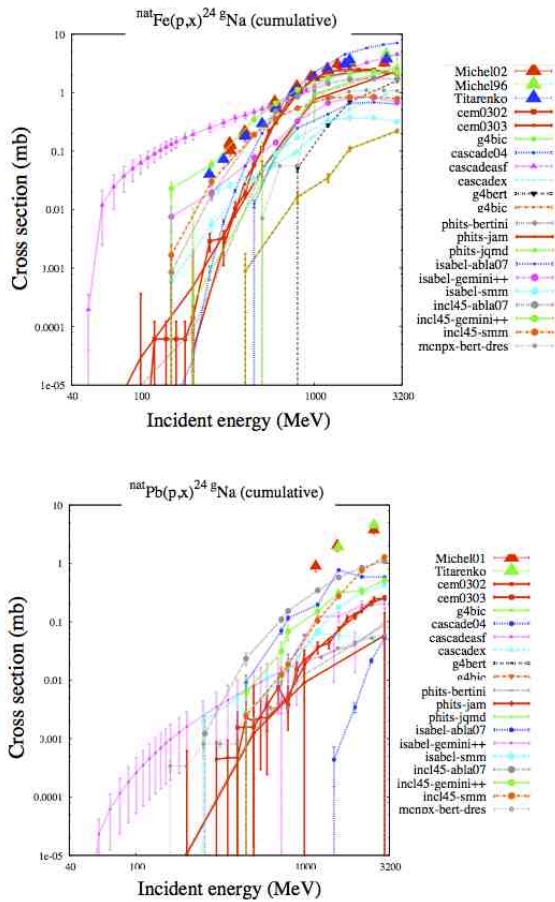 natFe(p,x)24 gNa (cumulative)
Cross section (mb)
10
1
0.1
0.01
0.001
0.0001
1e-05
40
100
1000
3200
Incident energy (MeV)
Michel02
Michel96
Titarenko
cem0302
cem0303
g4bic
cascade04
cascadeasf
cascadex
g4bert
g4bic
phits-bertini
phits-jam
phits-jqmd
isabel-abla07
isabel-gemini++
isabel-smm
incl45-abla07
incl45-gemini++
incl45-smm
mcnpx-bert-dres
natPb(p,x)24 gNa (cumulative)
Cross section (mb)
10
1
0.1
0.01
0.001
0.0001
1e-05
40
100
1000
3200
Incident energy (MeV)
Michel01
Titarenko
cem0302
cem0303
g4bic
cascade04
cascadeasf
cascadex
g4bert
g4bic
phits-bertini
phits-jam
phits-jqmd
isabel-abla07
isabel-gemini++
isabel-smm
incl45-abla07
incl45-gemini++
incl45-smm
mcnpx-bert-dres